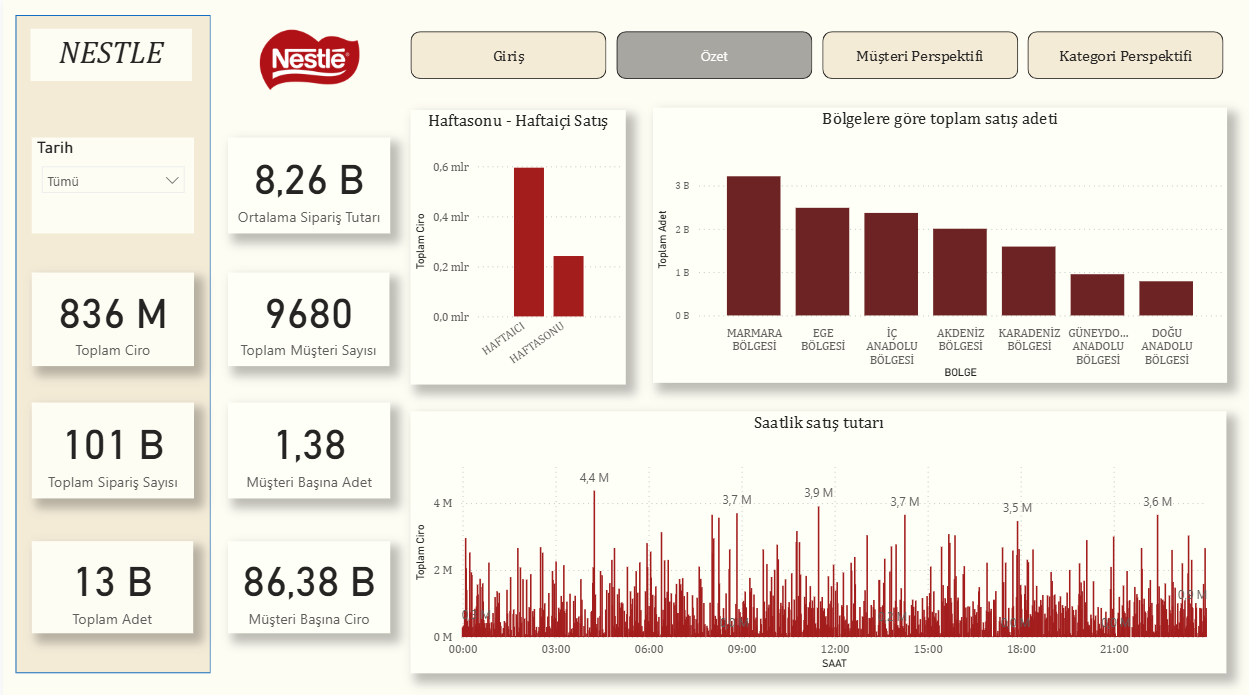 NESTLE
Nestlé
Giriş
Özet
Müşteri Perspektifi
Kategori Perspektifi
Tarih
Tümü
8,26 B
Ortalama Sipariş Tutarı
836 M
Toplam Ciro
9680
Toplam Müşteri Sayısı
101 B
Toplam Sipariş Sayısı
1,38
Müşteri Başına Adet
13 B
Toplam Adet
86,38 B
Müşteri Başına Ciro
Haftasonu - Haftaiçi Satış
Toplam Ciro
0,6 mlr
0,4 mlr
0,2 mlr
0,0 mlr
HAFTAICI
HAFTASONU
Bölgelere göre toplam satış adeti
Toplam Adet
3 B
2 B
1 B
0 B
MARMARA
BÖLGESİ
EGE
BÖLGESİ
İÇ
ANADOLU
BÖLGESİ
AKDENİZ
BÖLGESİ
KARADENİZ
BÖLGESİ
GÜNEYDO...
ANADOLU
BÖLGESİ
DOĞU
ANADOLU
BÖLGESİ
BOLGE
Saatlik satış tutarı
Toplam Ciro
4 M
2 M
0 M
4,4 M
3,7 M
3,9 M
3,7 M
3,5 M
3,6 M
00:00
03:00
06:00
09:00
12:00
15:00
18:00
21:00
SAAT